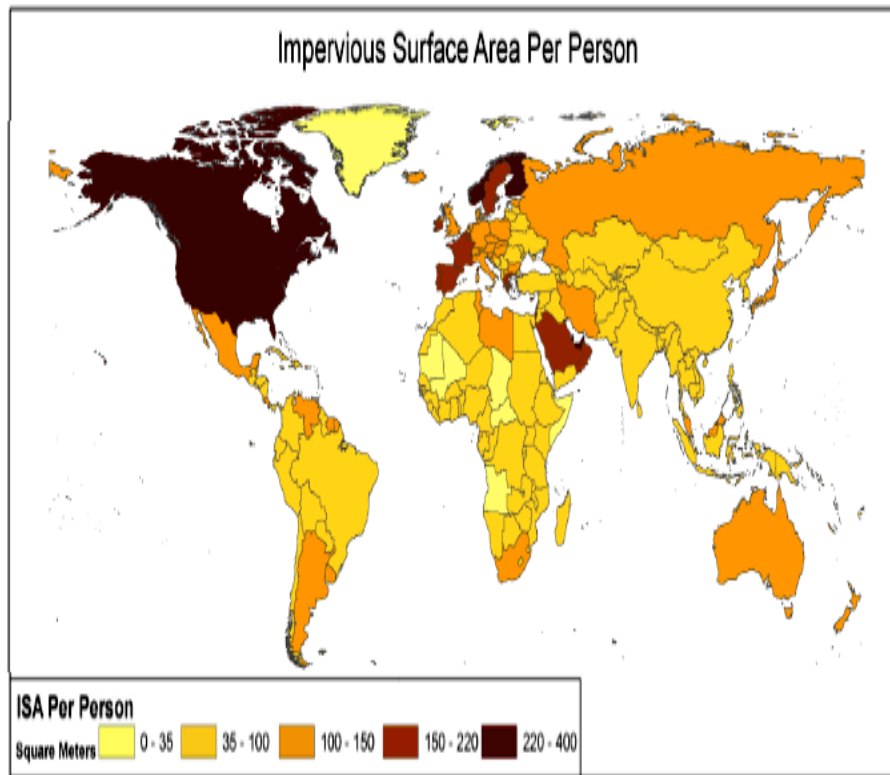 Impervious Surface Area Per Person
ISA Per Person
Square Meters 0 - 35 35 - 100 100 - 150 150 - 220 220 - 400